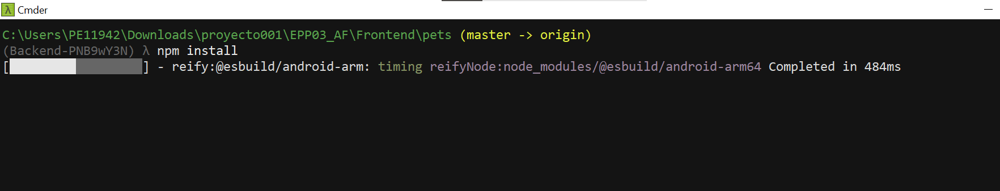 λ Cmder
C:\Users\PE11942\Downloads\proyecto001\EPP03_AF\Frontend\pets (master -> origin)
(Backend-PNB9wY3N) λ npm install
[          ] - reify:@esbuild/android-arm: timing reifyNode:node_modules/@esbuild/android-arm64 Completed in 484ms